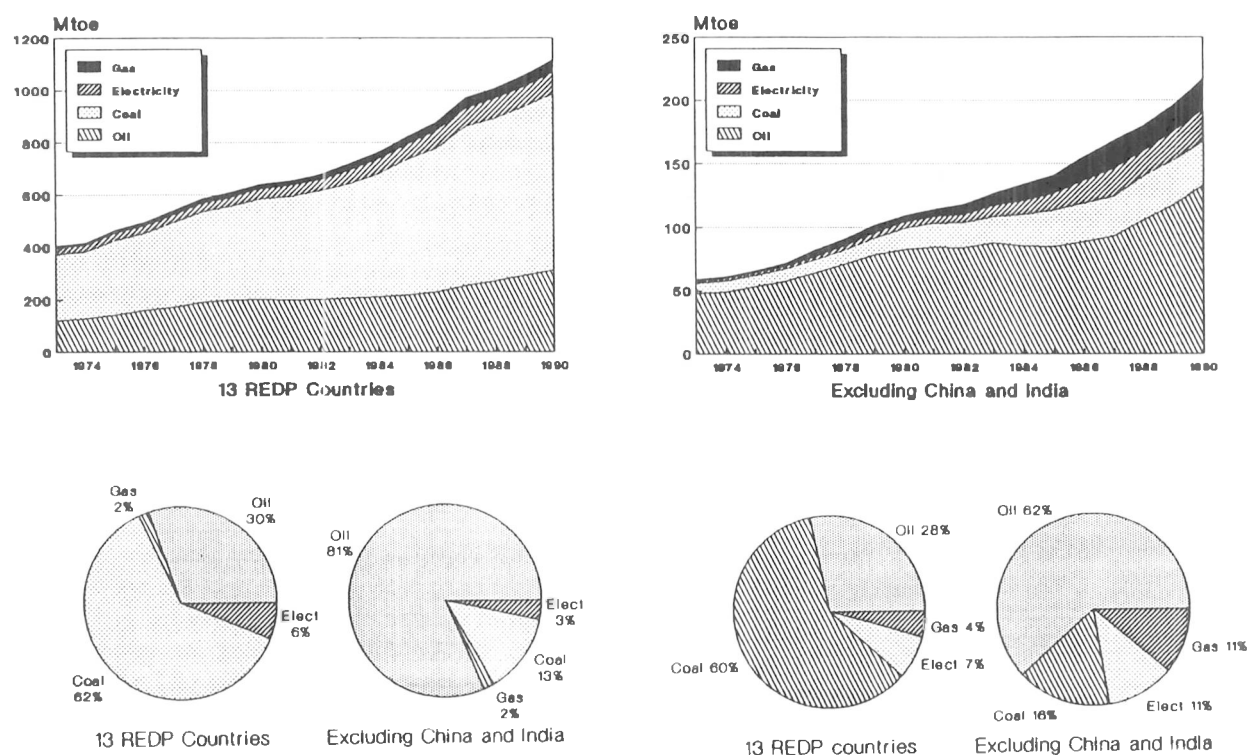 Mtoe
1200
1000
800
600
400
200
0
Gas
Electricity
Coal
Oil
1974 1976 1978 1980 1982 1984 1986 1988 1990
13 REDP Countries
Mtoe
250
200
150
100
50
0
Gas
Electricity
Coal
Oil
1974 1976 1978 1980 1982 1984 1986 1988 1990
Excluding China and India
Gas
2%
Oil
30%
Elect
6%
Coal
62%
13 REDP Countries
Oil
81%
Elect
3%
Coal
13%
Gas
2%
Excluding China and India
Oil 28%
Gas 4%
Elect 7%
Coal 60%
13 REDP countries
Oil 62%
Gas 11%
Elect 11%
Coal 16%
Excluding China and India